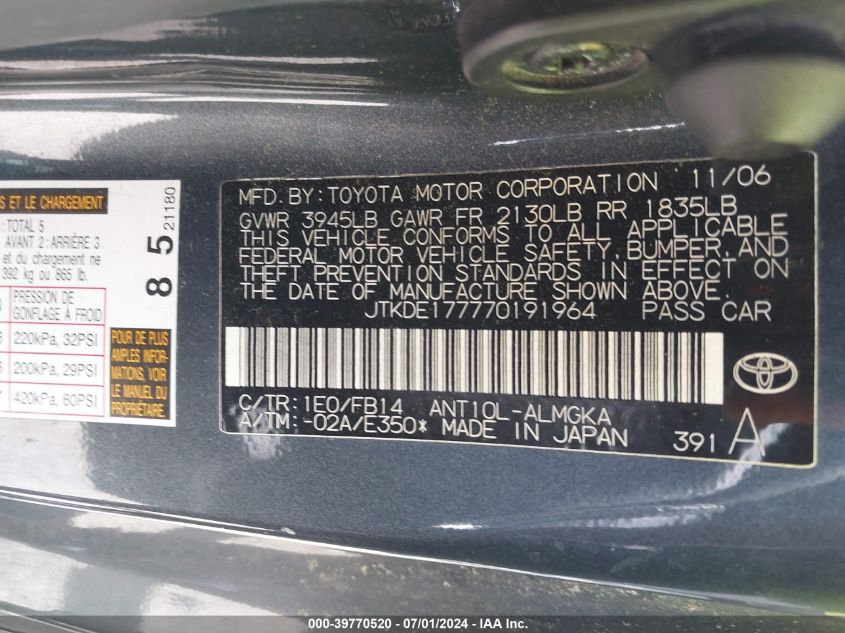 S ET LE CHARGEMENT
: TOTAL 5
AVANT 2: ARRIÈRE 3
et du chargement ne
392 kg ou 865 lb.
PRESSION DE
GONFLAGE À FROID
220kPa, 32PSI
200kPa, 29PSI
420kPa, 60PSI
POUR DE PLUS
AMPLES INFOR-
MATIONS, VOIR
LE MANUEL DU
PROPRIÉTAIRE.
8 5
21180
MFD. BY: TOYOTA MOTOR CORPORATION 11/06
GVWR 3945LB GAWR FR 2130LB RR 1835LB
THIS VEHICLE CONFORMS TO ALL APPLICABLE
FEDERAL MOTOR VEHICLE SAFETY, BUMPER, AND
THEFT PREVENTION STANDARDS IN EFFECT ON
THE DATE OF MANUFACTURE SHOWN ABOVE.
JTKDE177770191964 PASS CAR
C/TR: 1E0/FB14 ANT10L-ALMGKA
A/TM: -02A/E350* MADE IN JAPAN 391 A
000-39770520 - 07/01/2024 - IAA Inc.